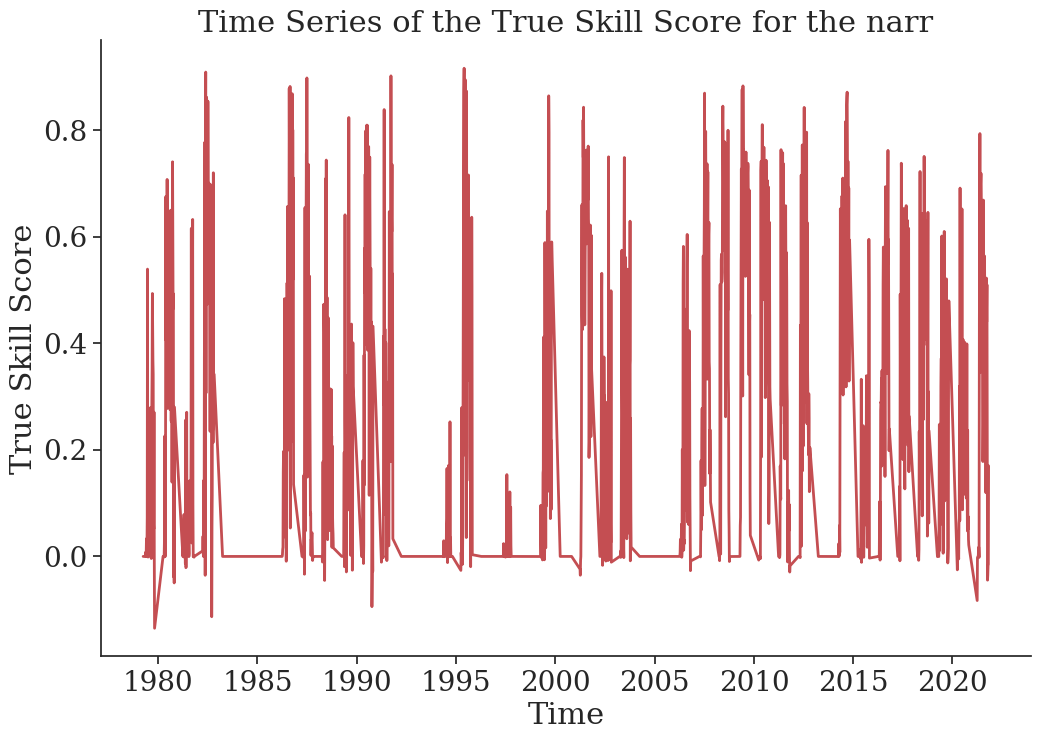 Time Series of the True Skill Score for the narr
True Skill Score
0.8
0.6
0.4
0.2
0.0
1980 1985 1990 1995 2000 2005 2010 2015 2020
Time